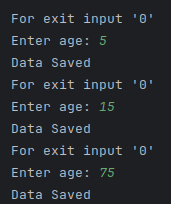 For exit input '0'
Enter age: 5
Data Saved
For exit input '0'
Enter age: 15
Data Saved
For exit input '0'
Enter age: 75
Data Saved